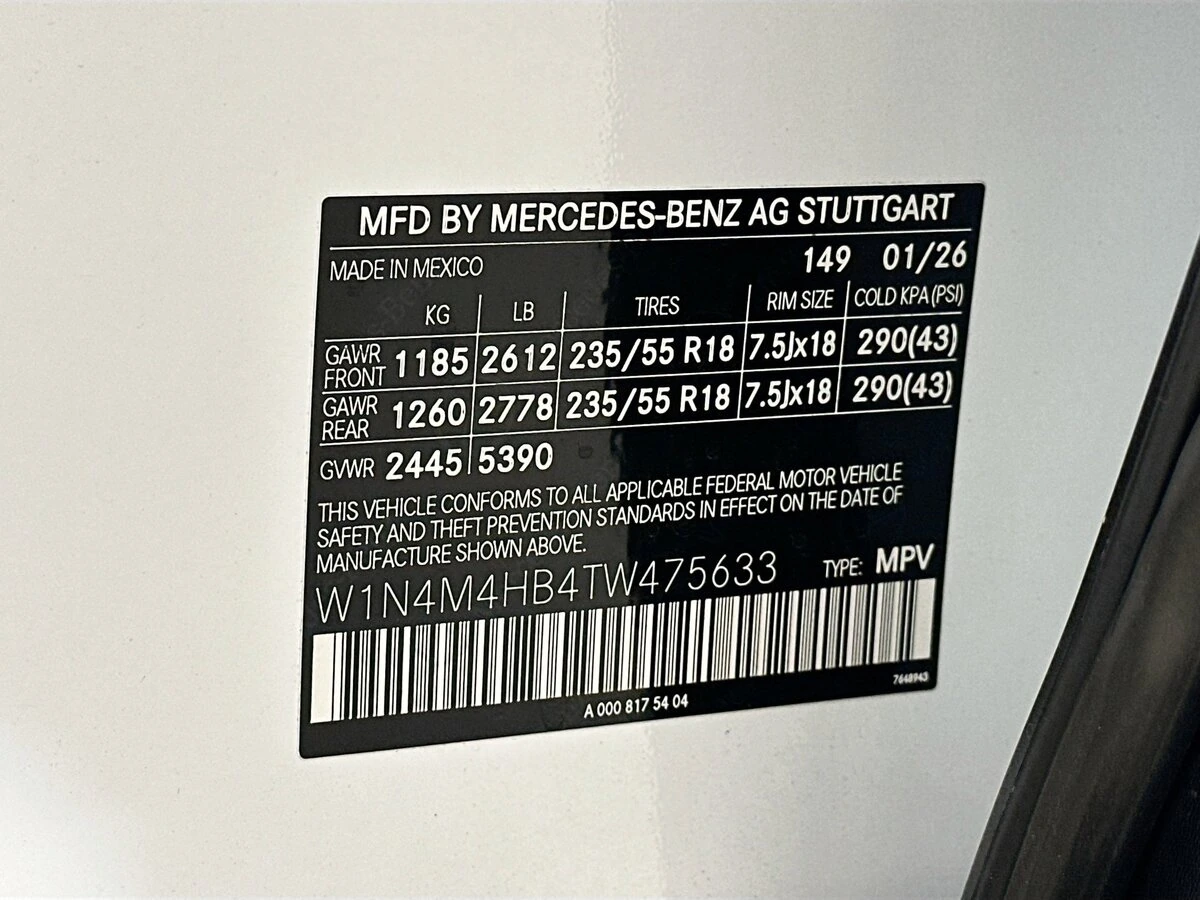 MFD BY MERCEDES-BENZ AG STUTTGART
MADE IN MEXICO 149 01/26
KG LB TIRES RIM SIZE COLD KPA (PSI)
GAWR FRONT 1185 2612 235/55 R18 7.5Jx18 290(43)
GAWR REAR 1260 2778 235/55 R18 7.5Jx18 290(43)
GVWR 2445 5390
THIS VEHICLE CONFORMS TO ALL APPLICABLE FEDERAL MOTOR VEHICLE
SAFETY AND THEFT PREVENTION STANDARDS IN EFFECT ON THE DATE OF
MANUFACTURE SHOWN ABOVE.
W1N4M4HB4TW475633 TYPE: MPV
7640943
A 000 817 54 04